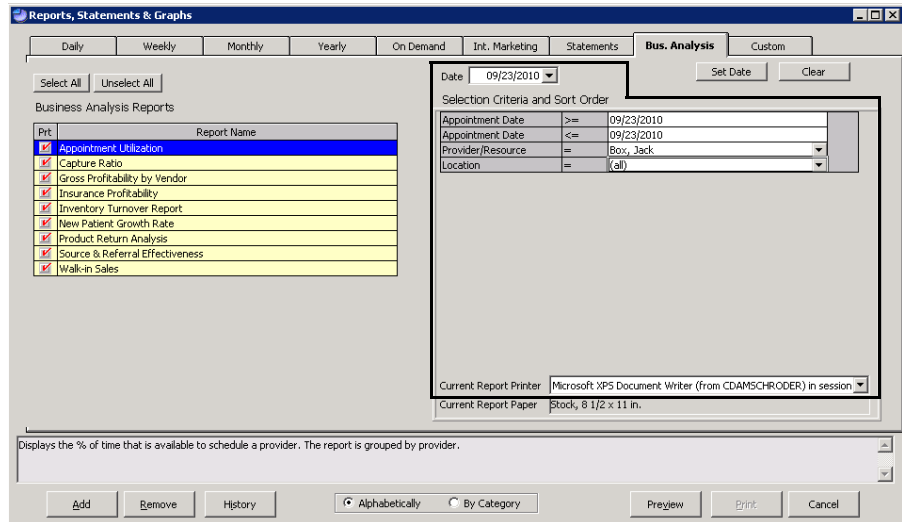 Reports, Statements & Graphs
Daily Weekly Monthly Yearly On Demand Int. Marketing Statements Bus. Analysis Custom
Select All Unselect All
Business Analysis Reports
Prt Report Name
Appointment Utilization
Capture Ratio
Gross Profitability by Vendor
Insurance Profitability
Inventory Turnover Report
New Patient Growth Rate
Product Return Analysis
Source & Referral Effectiveness
Walk-in Sales
Date 09/23/2010 Set Date Clear
Selection Criteria and Sort Order
Appointment Date >= 09/23/2010
Appointment Date <= 09/23/2010
Provider/Resource = Box, Jack
Location = (all)
Current Report Printer Microsoft XPS Document Writer (from CDAMSCHRODER) in session
Current Report Paper Stock, 8 1/2 x 11 in.
Displays the % of time that is available to schedule a provider. The report is grouped by provider.
Add Remove History Alphabetically By Category Preview Print Cancel